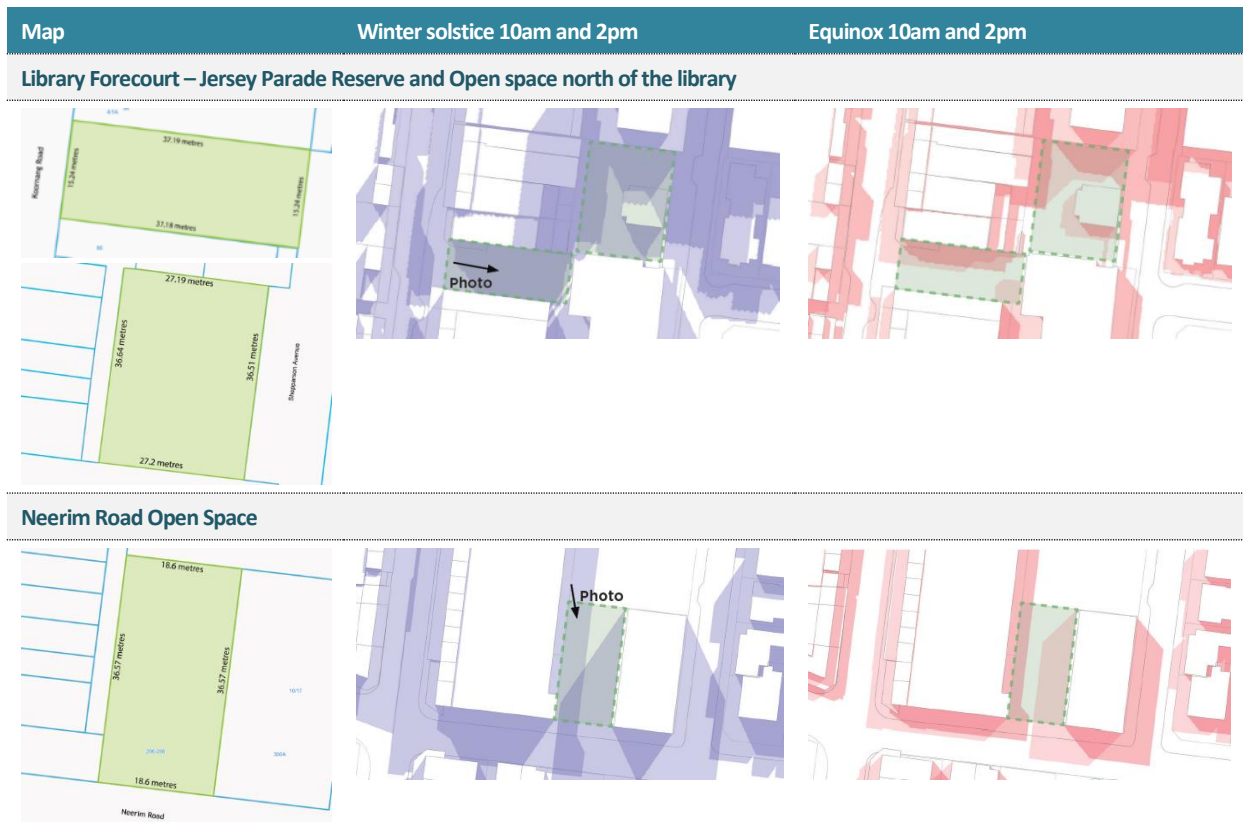 Map
Winter solstice 10am and 2pm
Equinox 10am and 2pm
Library Forecourt – Jersey Parade Reserve and Open space north of the library
37.19 metres
Koornang Road
15.24 metres
15.24 metres
37.18 metres
Photo
27.19 metres
36.64 metres
36.51 metres
Shepparson Avenue
27.2 metres
Neerim Road Open Space
18.6 metres
36.57 metres
36.57 metres
18.6 metres
Neerim Road
Photo